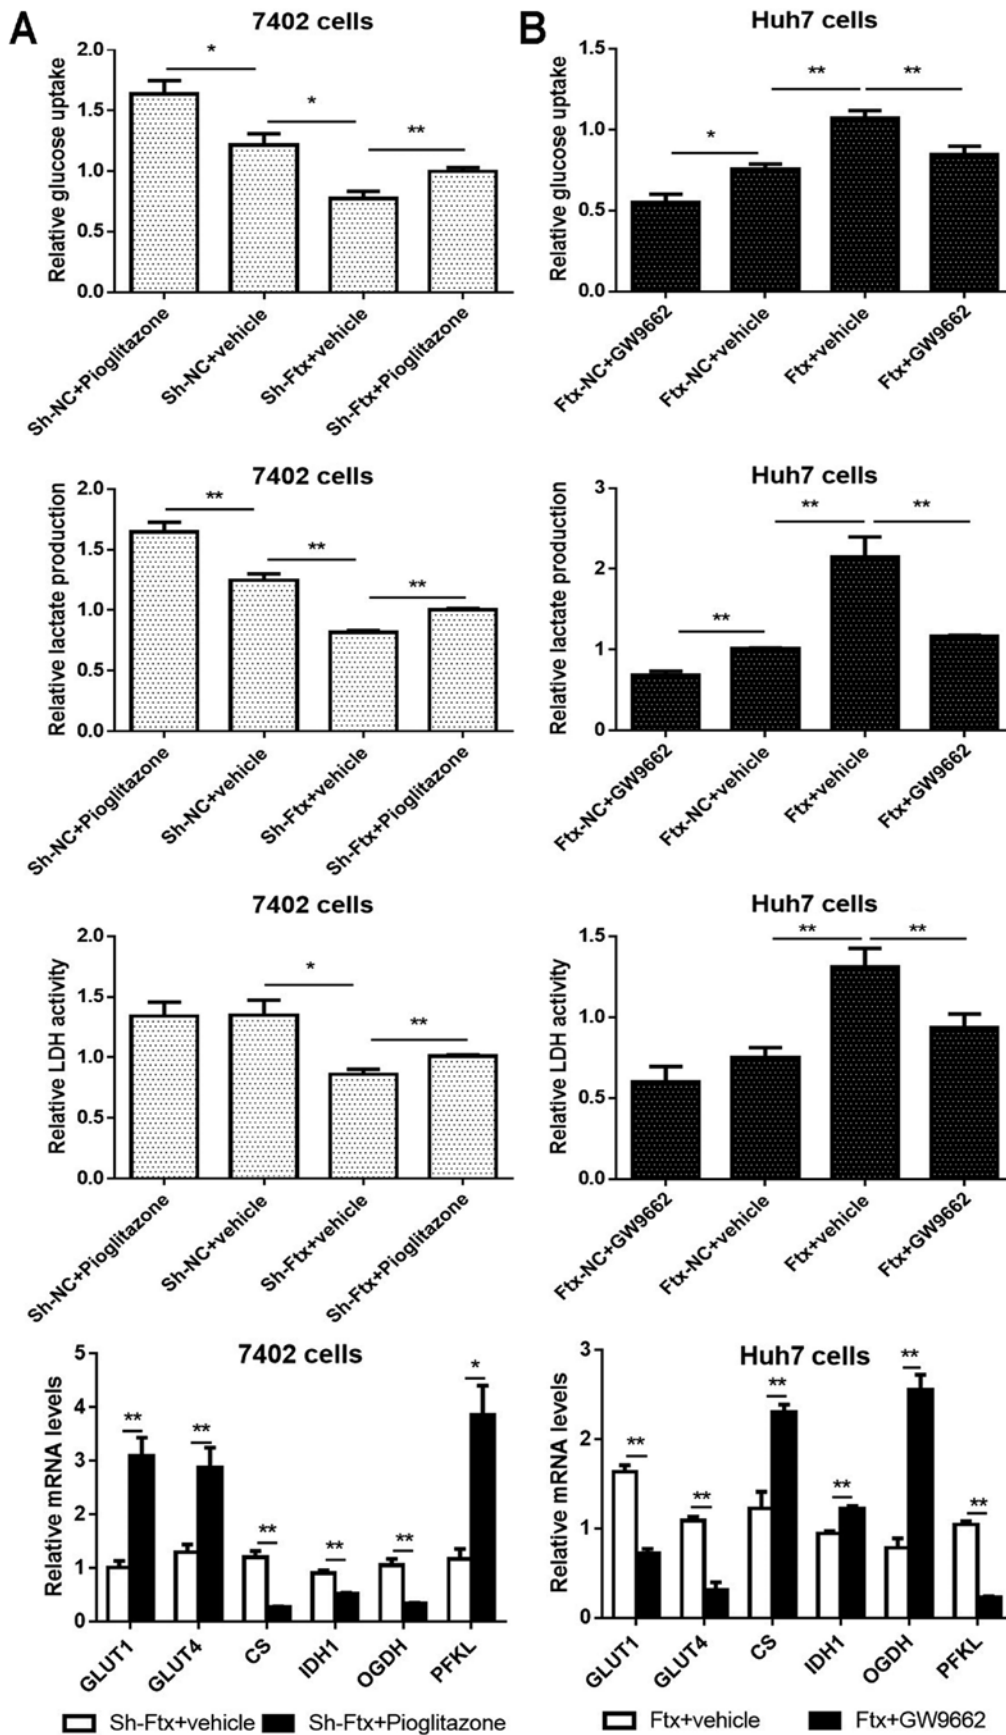 A
7402 cells
Relative glucose uptake
2.0
1.5
1.0
0.5
0.0
*
*
**
Sh-NC+Pioglitazone
Sh-NC+vehicle
Sh-Ftx+vehicle
Sh-Ftx+Pioglitazone
B
Huh7 cells
Relative glucose uptake
1.5
1.0
0.5
0.0
*
**
**
Ftx-NC+GW9662
Ftx-NC+vehicle
Ftx+vehicle
Ftx+GW9662
7402 cells
Relative lactate production
2.0
1.5
1.0
0.5
0.0
**
**
**
Sh-NC+Pioglitazone
Sh-NC+vehicle
Sh-Ftx+vehicle
Sh-Ftx+Pioglitazone
Huh7 cells
Relative lactate production
3
2
1
0
**
**
**
Ftx-NC+GW9662
Ftx-NC+vehicle
Ftx+vehicle
Ftx+GW9662
7402 cells
Relative LDH activity
2.0
1.5
1.0
0.5
0.0
*
**
Sh-NC+Pioglitazone
Sh-NC+vehicle
Sh-Ftx+vehicle
Sh-Ftx+Pioglitazone
Huh7 cells
Relative LDH activity
1.5
1.0
0.5
0.0
**
**
Ftx-NC+GW9662
Ftx-NC+vehicle
Ftx+vehicle
Ftx+GW9662
7402 cells
Relative mRNA levels
5
4
3
2
1
0
**
**
**
**
**
*
GLUT1
GLUT4
CS
IDH1
OGDH
PFKL
Sh-Ftx+vehicle
Sh-Ftx+Pioglitazone
Huh7 cells
Relative mRNA levels
3
2
1
0
**
**
**
**
**
**
GLUT1
GLUT4
CS
IDH1
OGDH
PFKL
Ftx+vehicle
Ftx+GW9662